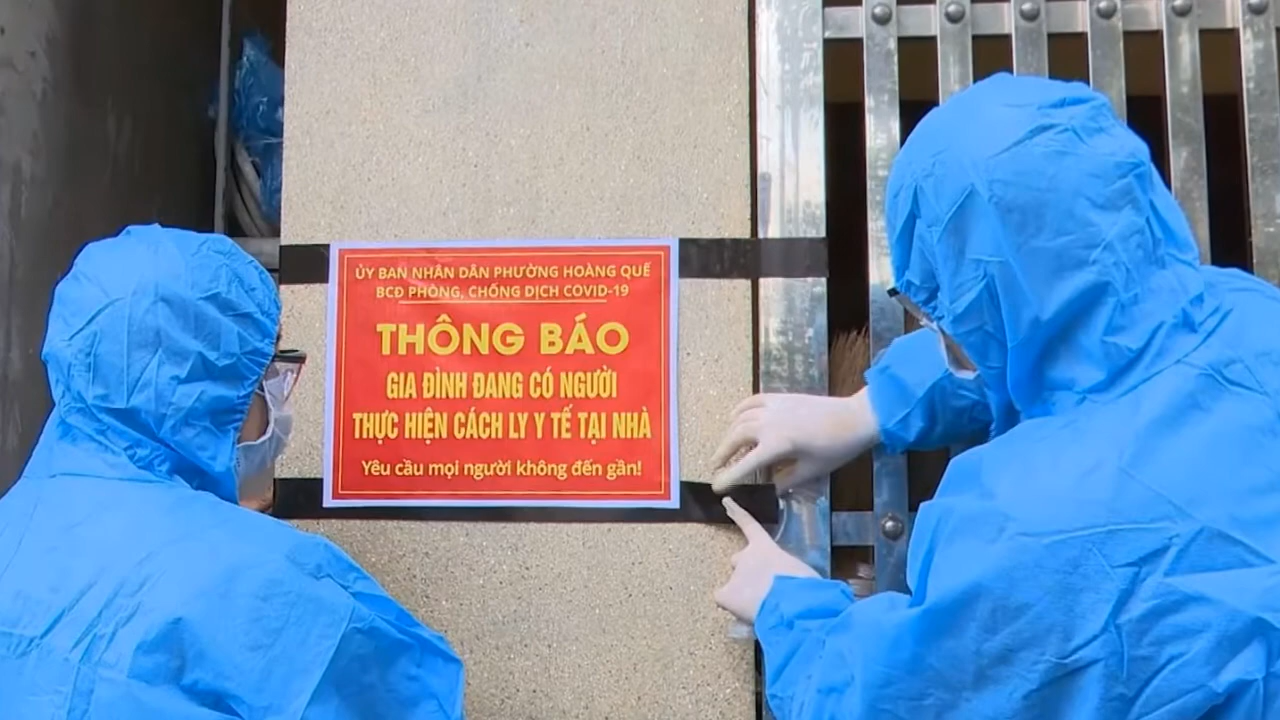 ỦY BAN NHÂN DÂN PHƯỜNG HOÀNG QUẾ
BCĐ PHÒNG, CHỐNG DỊCH COVID-19
THÔNG BÁO
GIA ĐÌNH ĐANG CÓ NGƯỜI
THỰC HIỆN CÁCH LY Y TẾ TẠI NHÀ
Yêu cầu mọi người không đến gần!